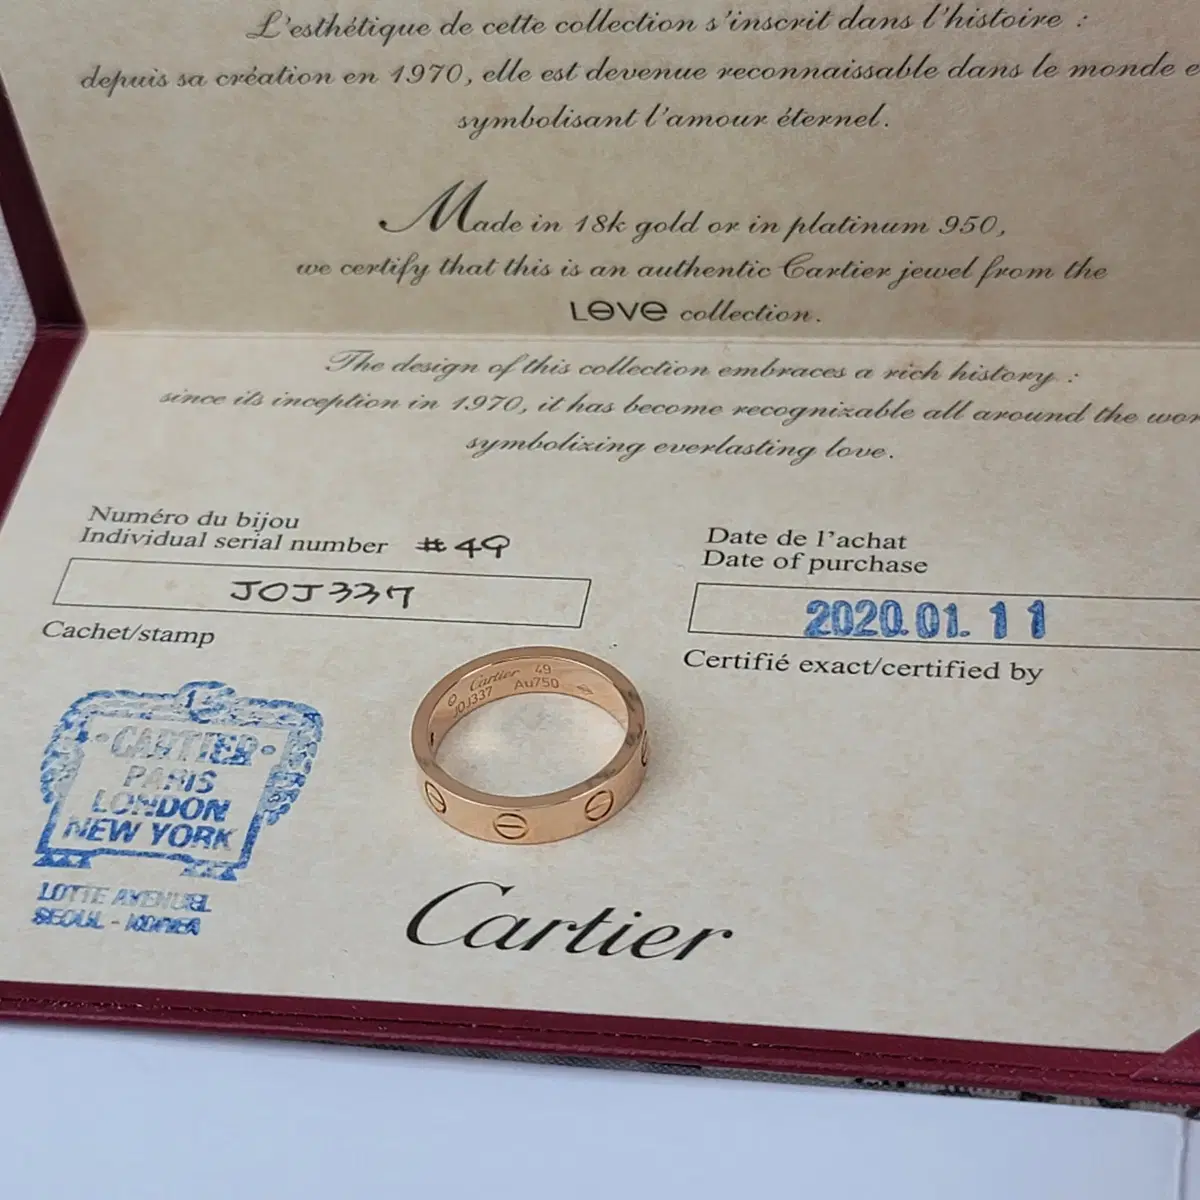 L'esthétique de cette collection s'inscrit dans l'histoire :
depuis sa création en 1970, elle est devenue reconnaissable dans le monde e
symbolisant l'amour éternel.
Made in 18k gold or in platinum 950,
we certify that this is an authentic Cartier jewel from the
LOVE collection.
The design of this collection embraces a rich history :
since its inception in 1970, it has become recognizable all around the wor
symbolizing everlasting love.
Numéro du bijou
Individual serial number #49
JOJ337
Date de l'achat
Date of purchase
2020.01.11
Cachet/stamp
Certifié exact/certified by
CARTIER
PARIS
LONDON
NEW YORK
LOTTE AVENUEL
SEOUL - KOREA
© Cartier 49
JOJ337 Au750
Cartier